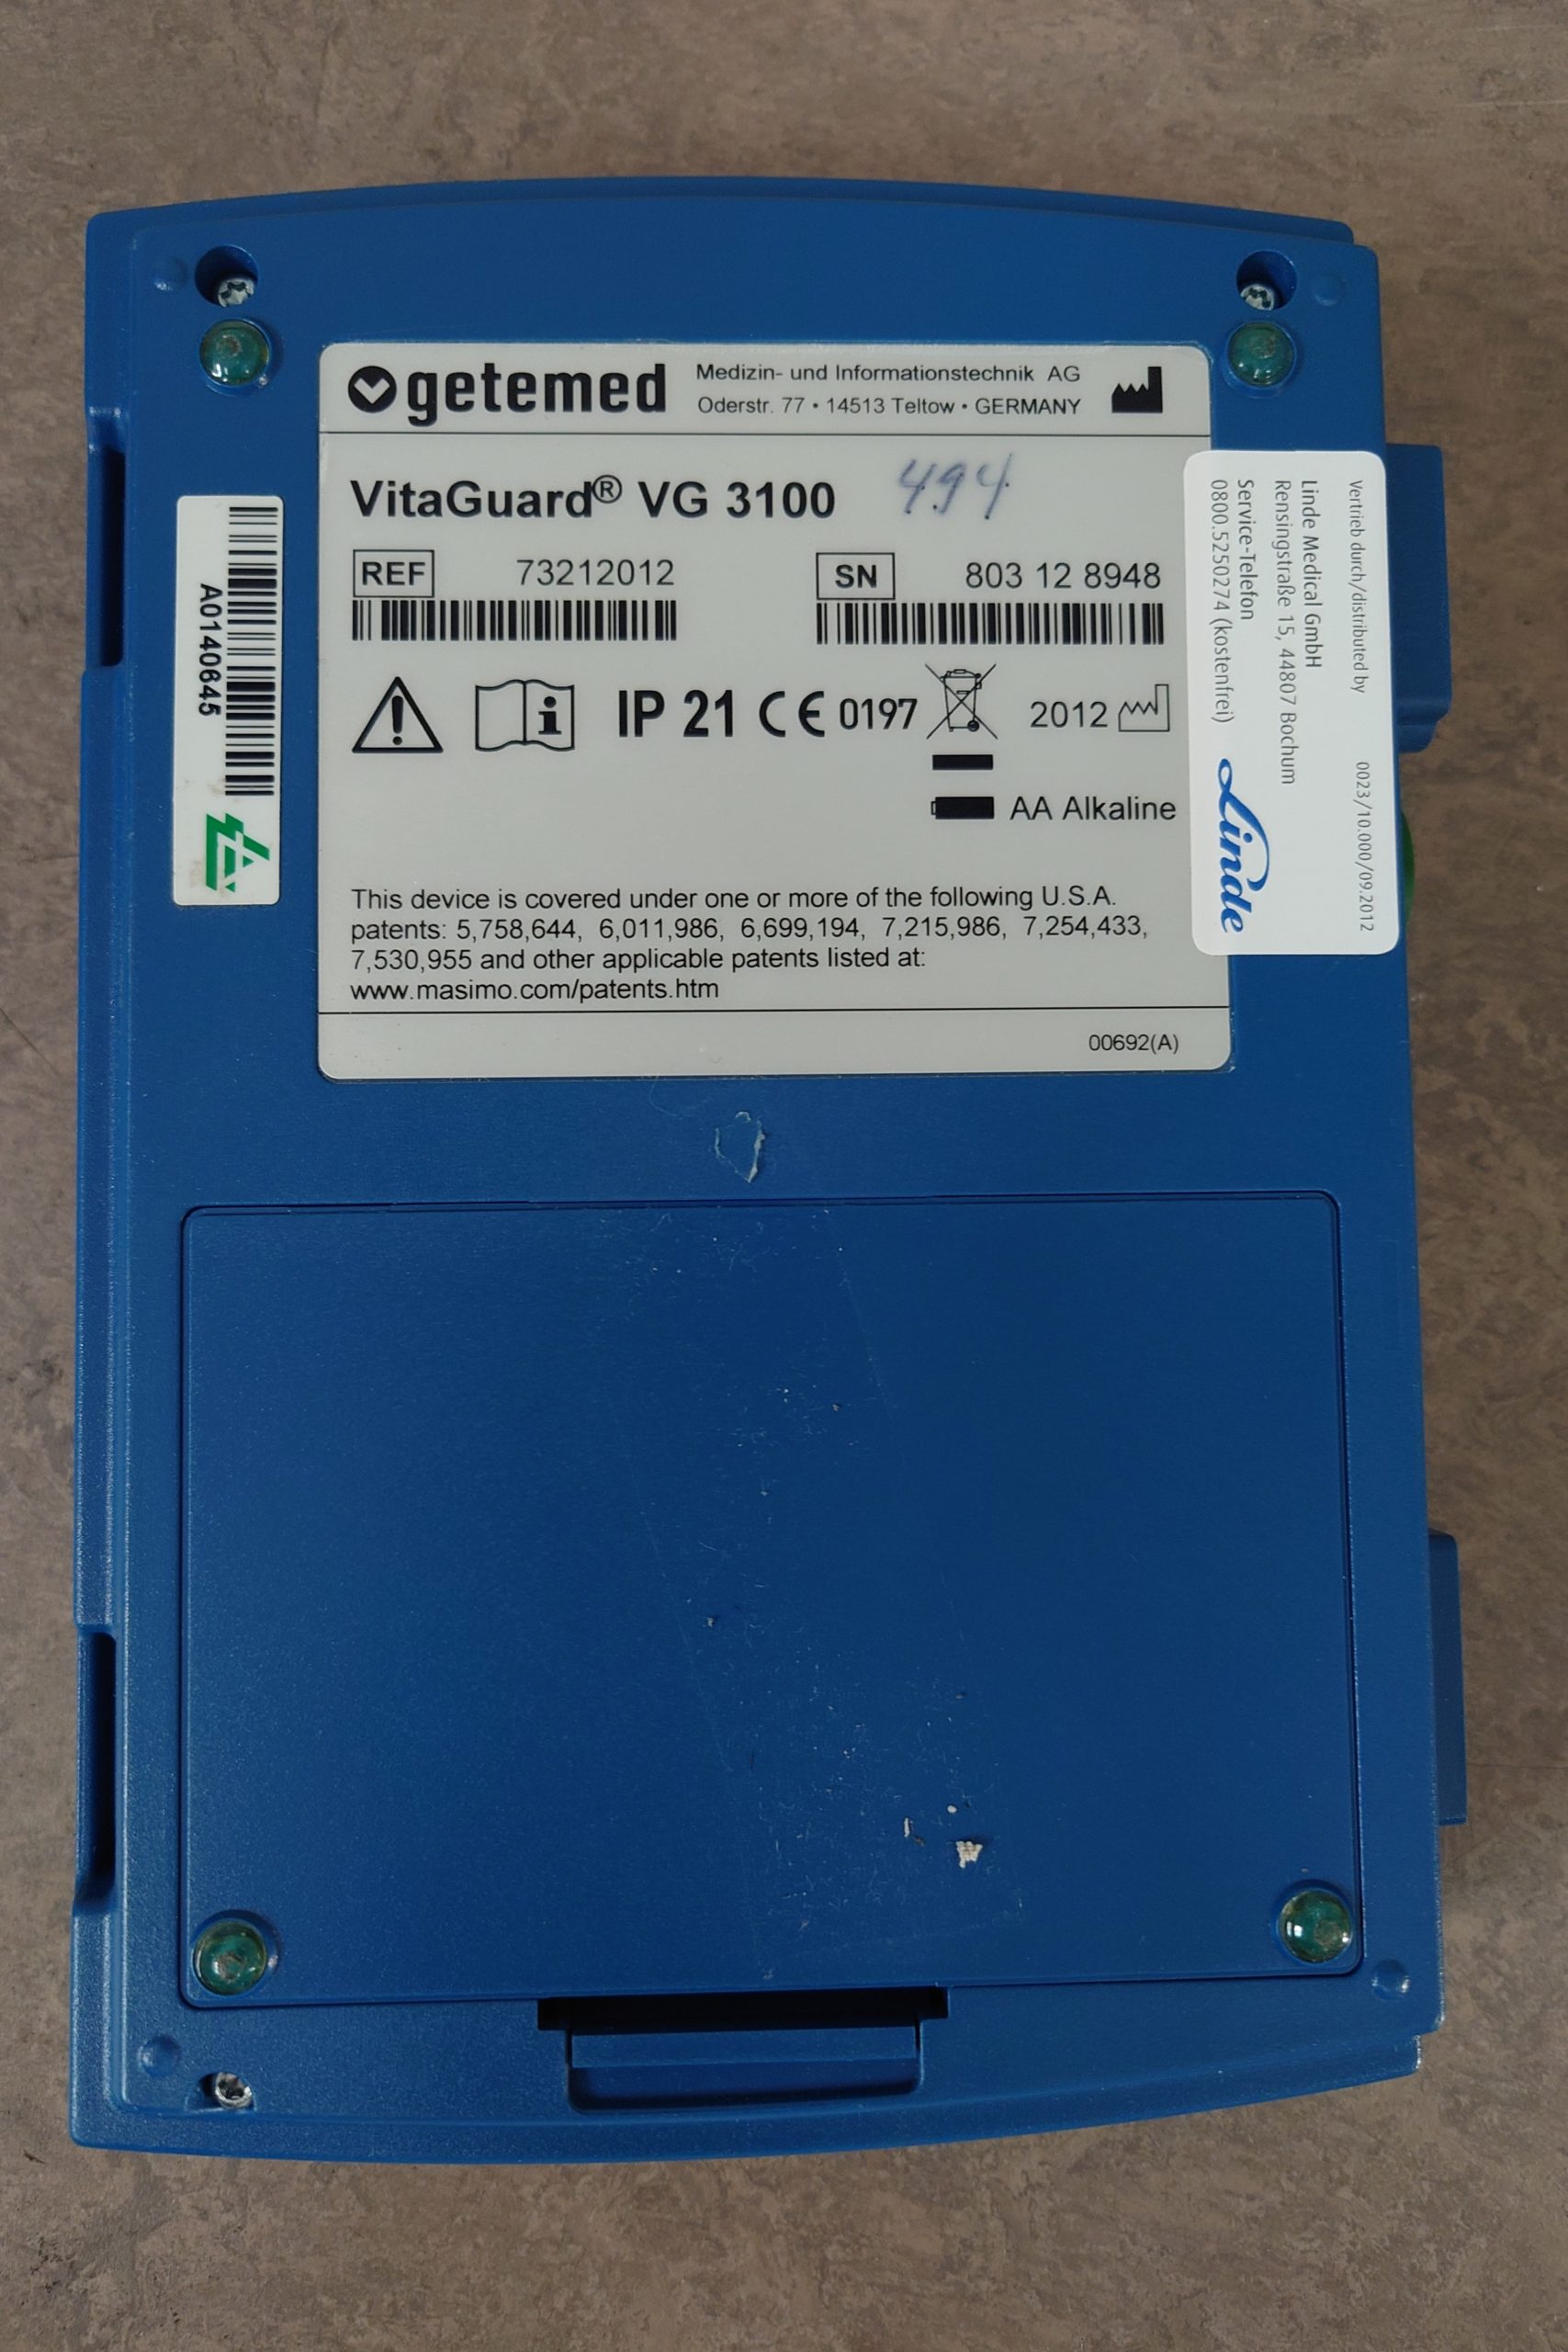 getemed
Medizin- und Informationstechnik AG
Oderstr. 77 • 14513 Teltow • GERMANY
VitaGuard® VG 3100
494
REF 73212012
SN 803 12 8948
IP 21 CE 0197
2012
AA Alkaline
This device is covered under one or more of the following U.S.A.
patents: 5,758,644, 6,011,986, 6,699,194, 7,215,986, 7,254,433,
7,530,955 and other applicable patents listed at:
www.masimo.com/patents.htm
00692(A)
A0140645
Vertrieb durch/distributed by 0023/10.000/09.2012
Linde Medical GmbH
Rensingstraße 15, 44807 Bochum
Service-Telefon
0800.5250274 (kostenfrei)
Linde